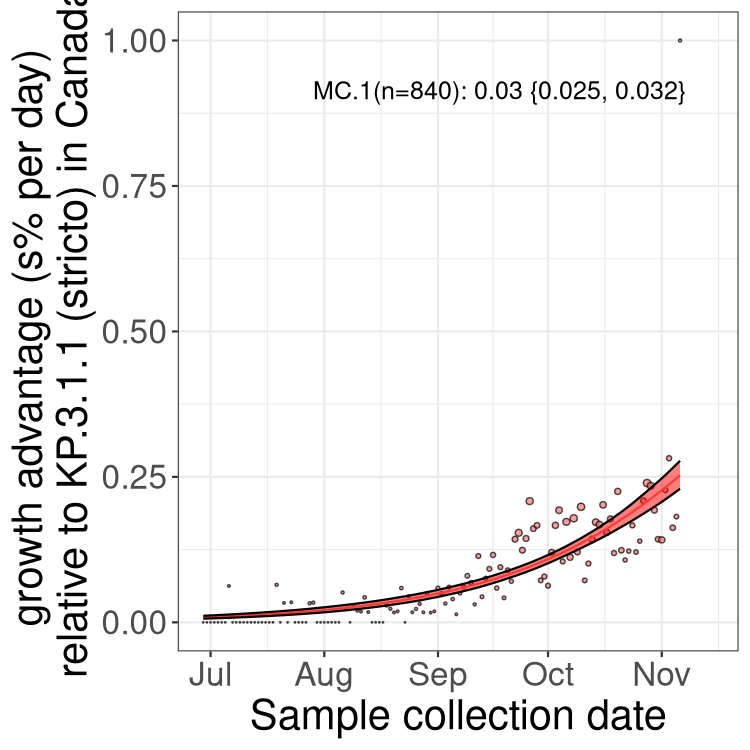 growth advantage (s% per day)
relative to KP.3.1.1 (stricto) in Canada
1.00
0.75
0.50
0.25
0.00
MC.1(n=840): 0.03 {0.025, 0.032}
Jul Aug Sep Oct Nov
Sample collection date